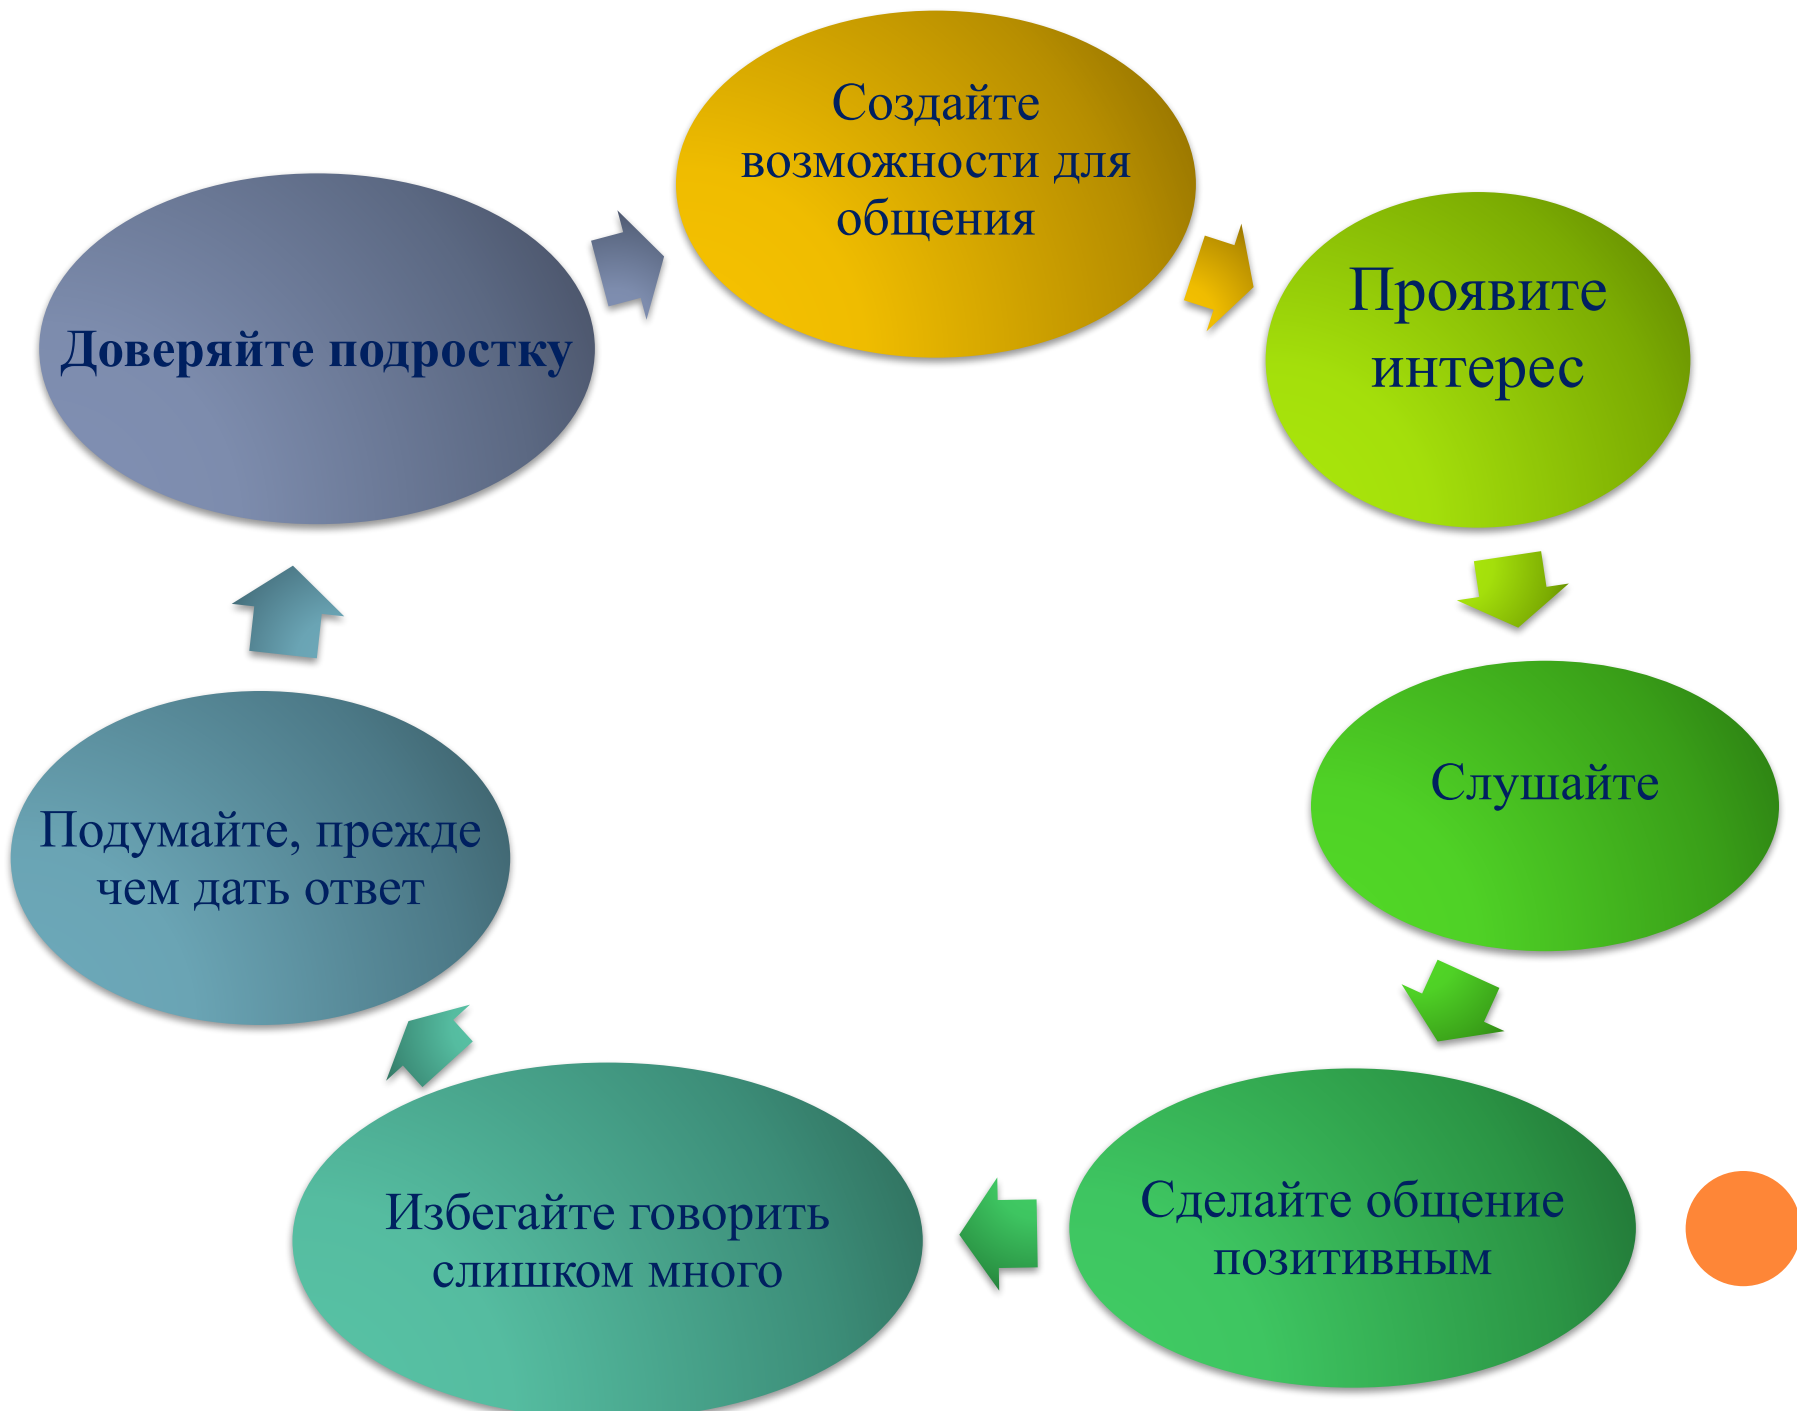 Создайте
возможности для
общения
Проявите
интерес
Слушайте
Сделайте общение
позитивным
Избегайте говорить
слишком много
Подумайте, прежде
чем дать ответ
Доверяйте подростку